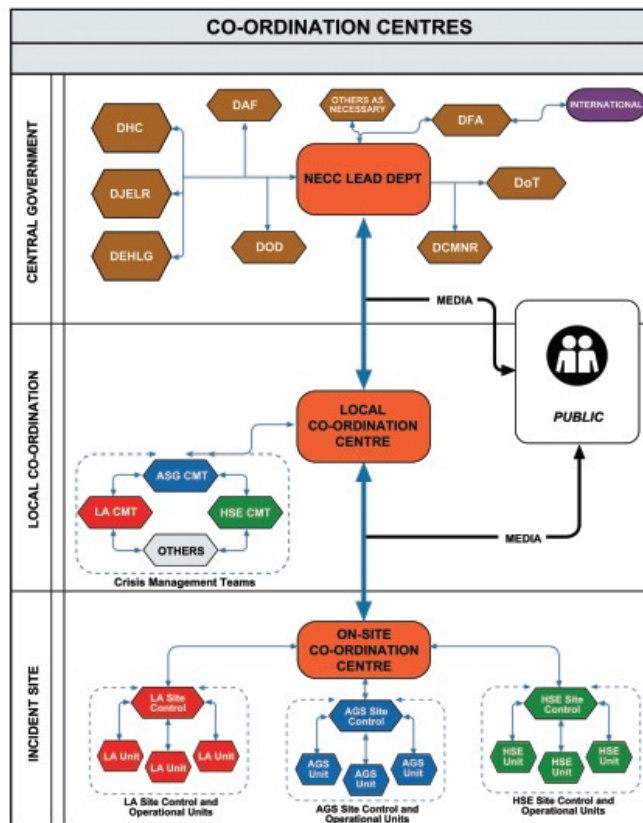 CO-ORDINATION CENTRES
CENTRAL GOVERNMENT
DHC
DAF
OTHERS AS
NECESSARY
DFA
INTERNATIONAL
DJELR
NECC LEAD DEPT
DoT
DEHLG
DOD
DCMNR
MEDIA
PUBLIC
LOCAL CO-ORDINATION
LOCAL
CO-ORDINATION
CENTRE
ASG CMT
LA CMT
HSE CMT
OTHERS
Crisis Management Teams
MEDIA
INCIDENT SITE
ON-SITE
CO-ORDINATION
CENTRE
LA Site
Control
LA Unit
LA Unit
LA Unit
LA Site Control and
Operational Units
AGS Site
Control
AGS
Unit
AGS
Unit
AGS
Unit
AGS Site Control and
Operational Units
HSE Site
Control
HSE
Unit
HSE
Unit
HSE
Unit
HSE Site Control and
Operational Units